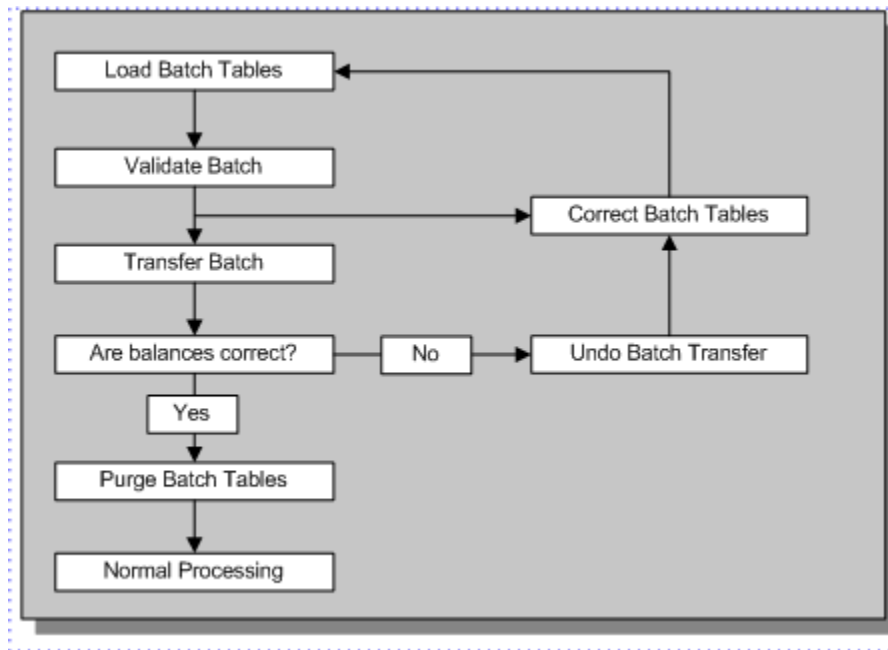 Load Batch Tables
Validate Batch
Correct Batch Tables
Transfer Batch
Are balances correct?
No
Undo Batch Transfer
Yes
Purge Batch Tables
Normal Processing